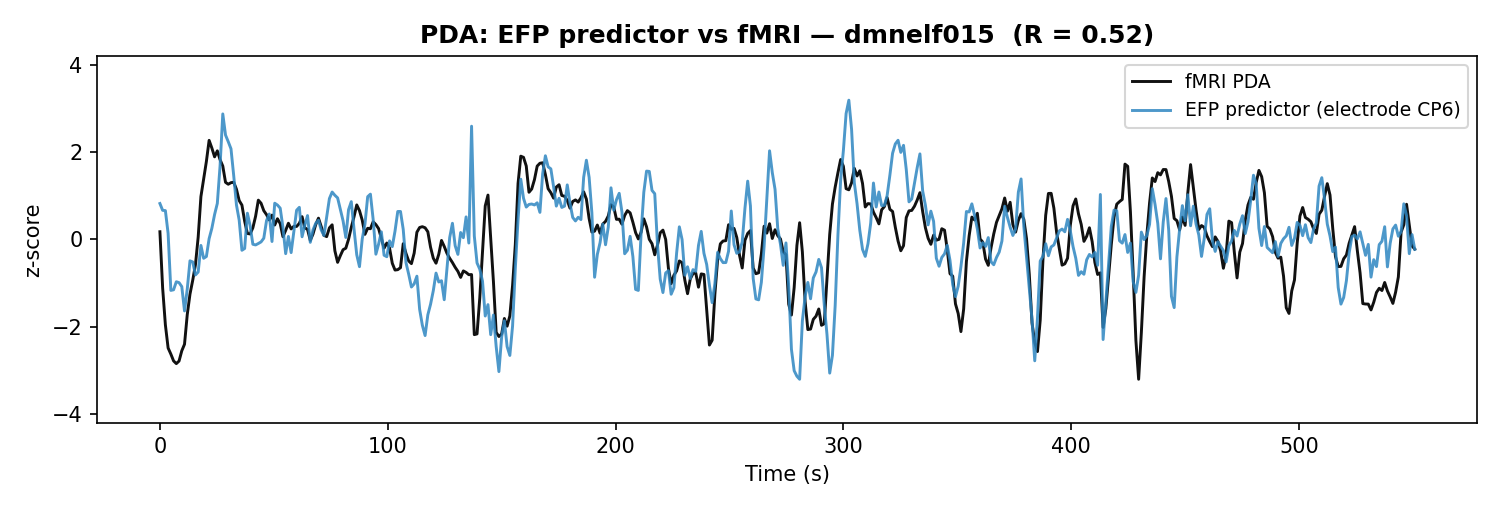 PDA: EFP predictor vs fMRI — dmnelf015  (R = 0.52)
fMRI PDA
EFP predictor (electrode CP6)
z-score
4
2
0
−2
−4
0 100 200 300 400 500
Time (s)